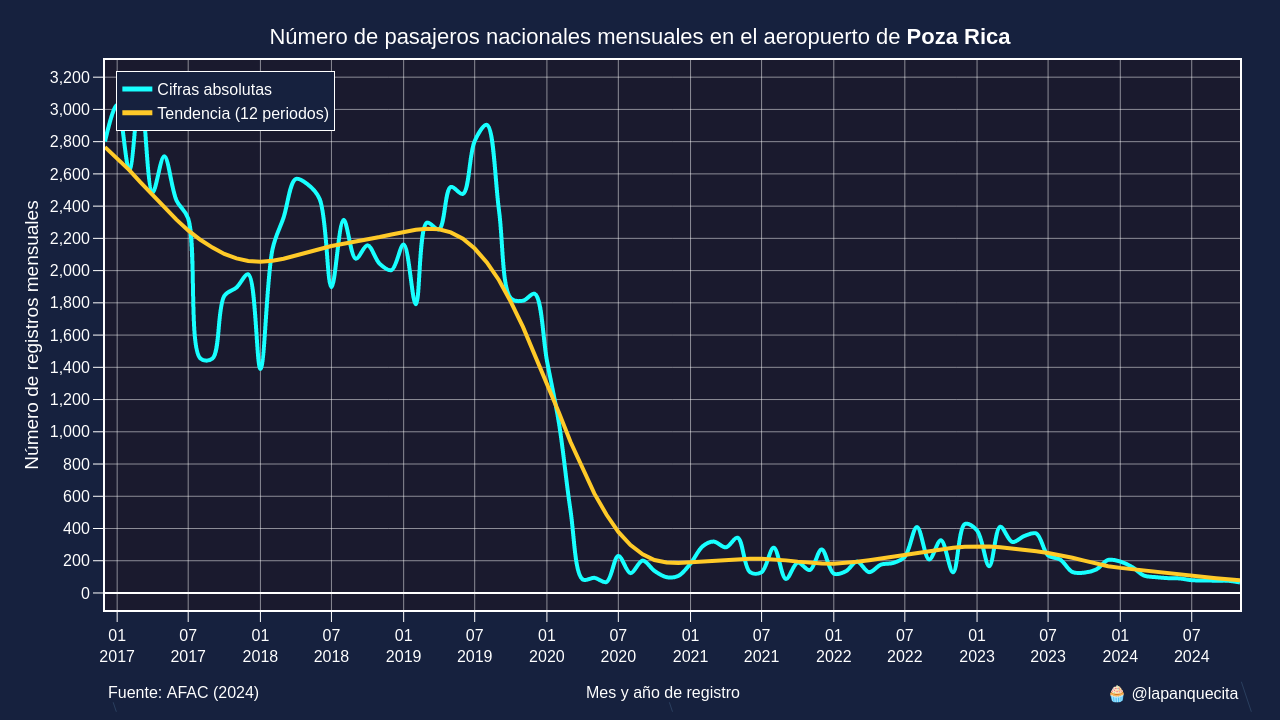 Número de pasajeros nacionales mensuales en el aeropuerto de Poza Rica
Cifras absolutas
Tendencia (12 periodos)
Número de registros mensuales
3,200
3,000
2,800
2,600
2,400
2,200
2,000
1,800
1,600
1,400
1,200
1,000
800
600
400
200
0
01 07 01 07 01 07 01 07 01 07 01 07 01 07 01 07
2017 2017 2018 2018 2019 2019 2020 2020 2021 2021 2022 2022 2023 2023 2024 2024
Fuente: AFAC (2024) Mes y año de registro 🧁 @lapanquecita